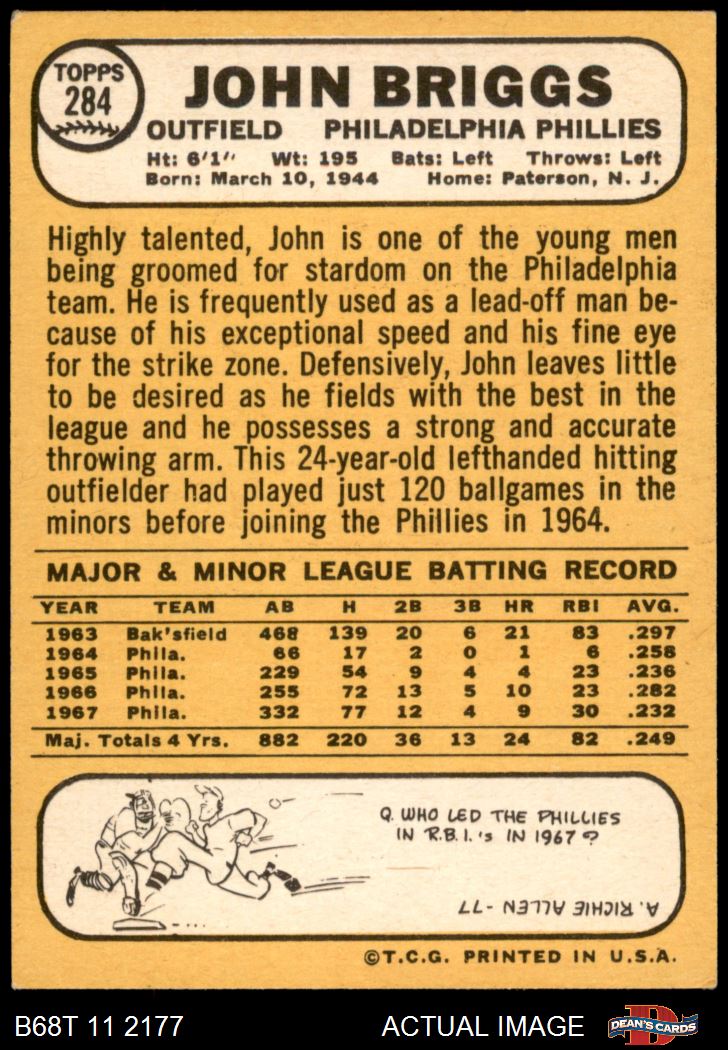 TOPPS
284
JOHN BRIGGS
OUTFIELD PHILADELPHIA PHILLIES
Ht: 6'1" Wt: 195 Bats: Left Throws: Left
Born: March 10, 1944 Home: Paterson, N. J.
Highly talented, John is one of the young men
being groomed for stardom on the Philadelphia
team. He is frequently used as a lead-off man be-
cause of his exceptional speed and his fine eye
for the strike zone. Defensively, John leaves little
to be desired as he fields with the best in the
league and he possesses a strong and accurate
throwing arm. This 24-year-old lefthanded hitting
outfielder had played just 120 ballgames in the
minors before joining the Phillies in 1964.
MAJOR & MINOR LEAGUE BATTING RECORD
YEAR TEAM AB H 2B 3B HR RBI AVG.
1963 Bak'sfield 468 139 20 6 21 83 .297
1964 Phila. 66 17 2 0 1 6 .258
1965 Phila. 229 54 9 4 4 23 .236
1966 Phila. 255 72 13 5 10 23 .282
1967 Phila. 332 77 12 4 9 30 .232
Maj. Totals 4 Yrs. 882 220 36 13 24 82 .249
Q. WHO LED THE PHILLIES
IN R.B.I.'s IN 1967?
A. RICHIE ALLEN - 77
©T.C.G. PRINTED IN U.S.A.
B68T 11 2177 ACTUAL IMAGE
D
DEAN'S CARDS